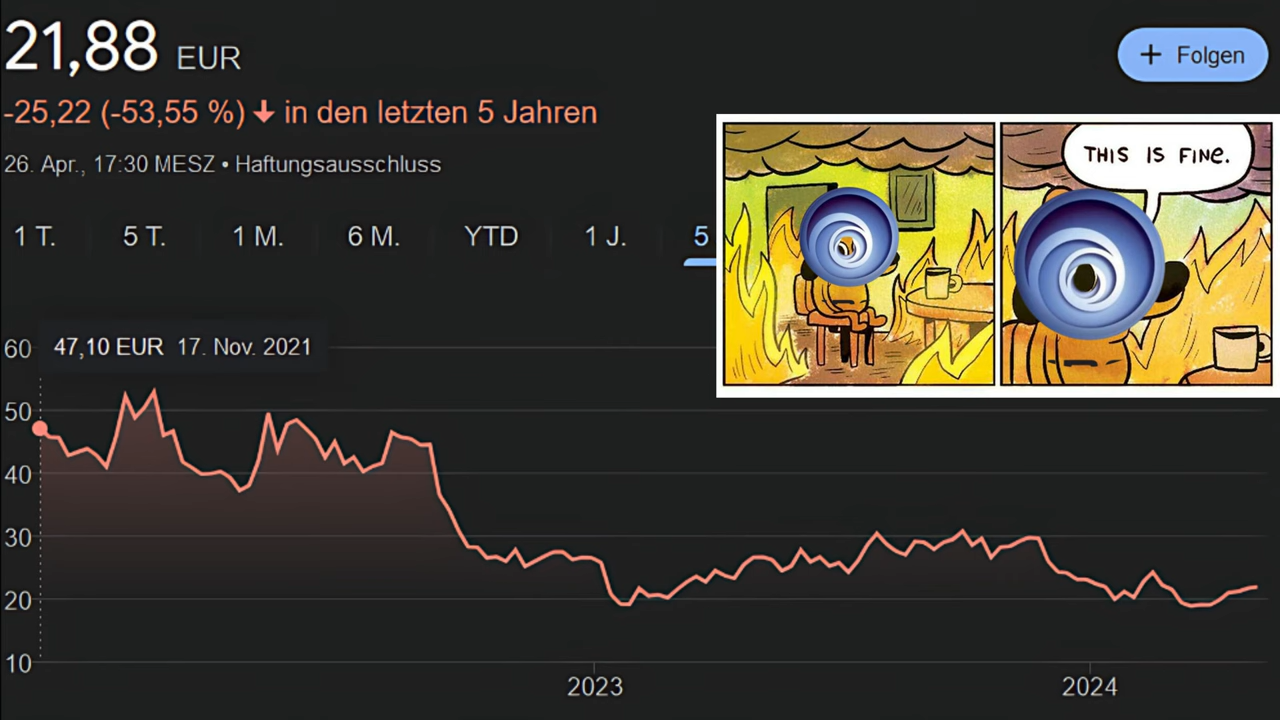 21,88 EUR
+ Folgen
-25,22 (-53,55 %) ↓ in den letzten 5 Jahren
26. Apr., 17:30 MESZ • Haftungsausschluss
THIS IS FINE.
1 T. 5 T. 1 M. 6 M. YTD 1 J. 5
47,10 EUR 17. Nov. 2021
60
50
40
30
20
10
2023 2024